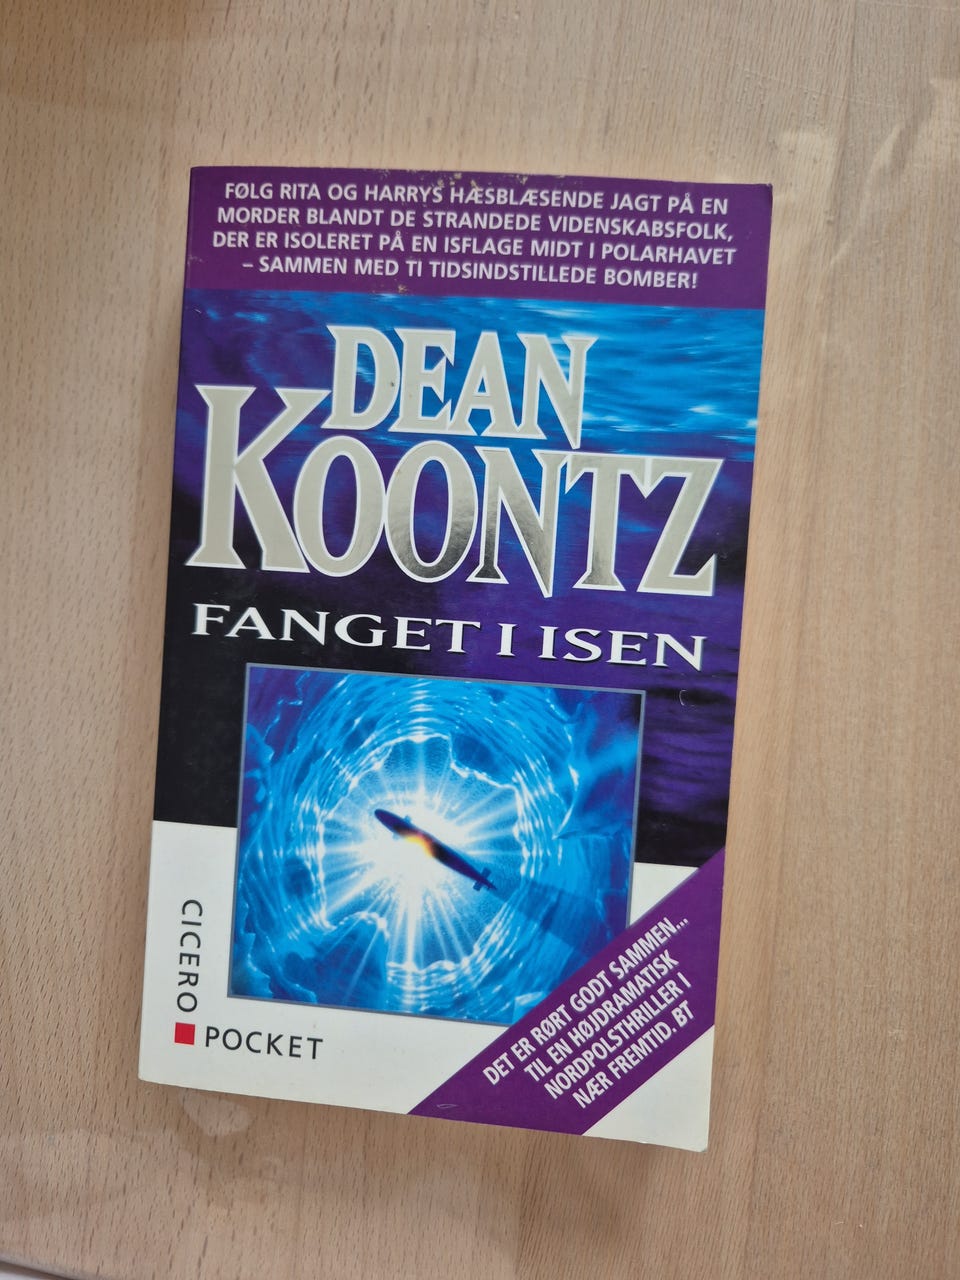 FØLG RITA OG HARRYS HÆSBLÆSENDE JAGT PÅ EN
MORDER BLANDT DE STRANDEDE VIDENSKABSFOLK,
DER ER ISOLERET PÅ EN ISFLAGE MIDT I POLARHAVET
– SAMMEN MED TI TIDSINDSTILLEDE BOMBER!
DEAN
KOONTZ
FANGET I ISEN
CICERO
POCKET
DET ER RØRT GODT SAMMEN...
TIL EN HØJDRAMATISK
NORDPOLSTHRILLER I
NÆR FREMTID. BT